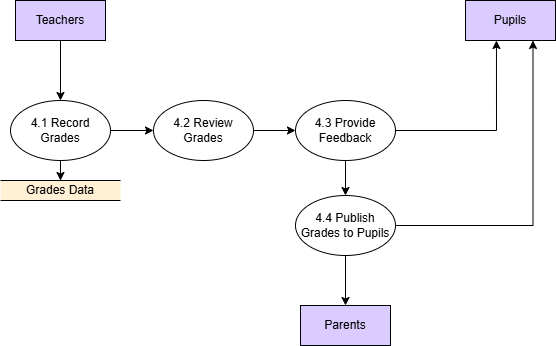 Teachers
Pupils
4.1 Record
Grades
4.2 Review
Grades
4.3 Provide
Feedback
Grades Data
4.4 Publish
Grades to Pupils
Parents